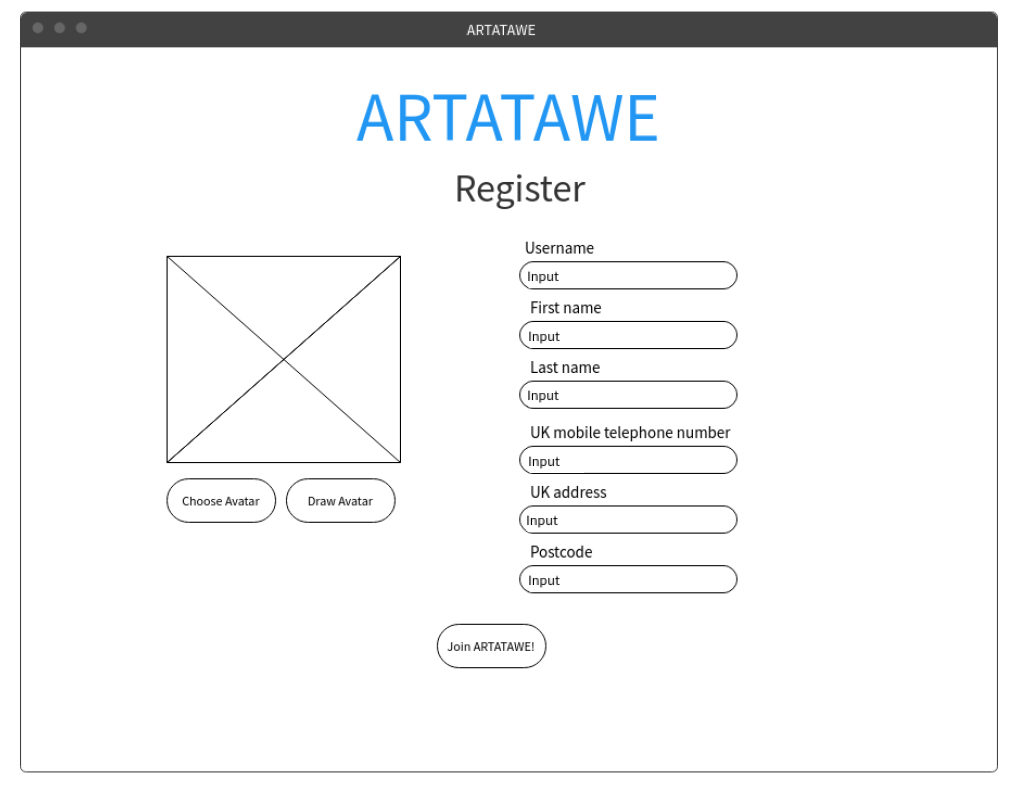 ARTATAWE
ARTATAWE
Register
Choose Avatar
Draw Avatar
Username
Input
First name
Input
Last name
Input
UK mobile telephone number
Input
UK address
Input
Postcode
Input
Join ARTATAWE!